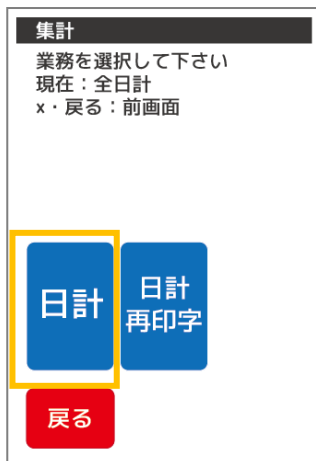 集計
業務を選択して下さい
現在：全日計
x・戻る：前画面
日計
日計
再印字
戻る